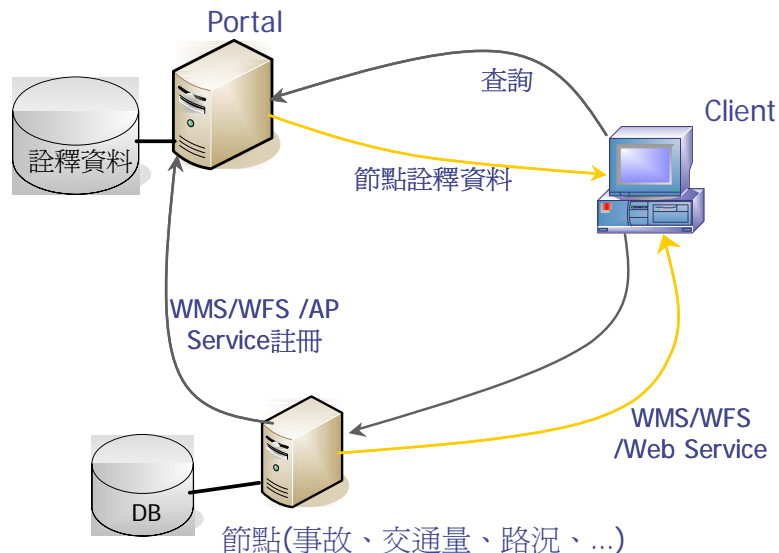 Portal
查詢
Client
詮釋資料
節點詮釋資料
WMS/WFS /AP
Service註冊
WMS/WFS
/Web Service
DB
節點(事故、交通量、路況、...)